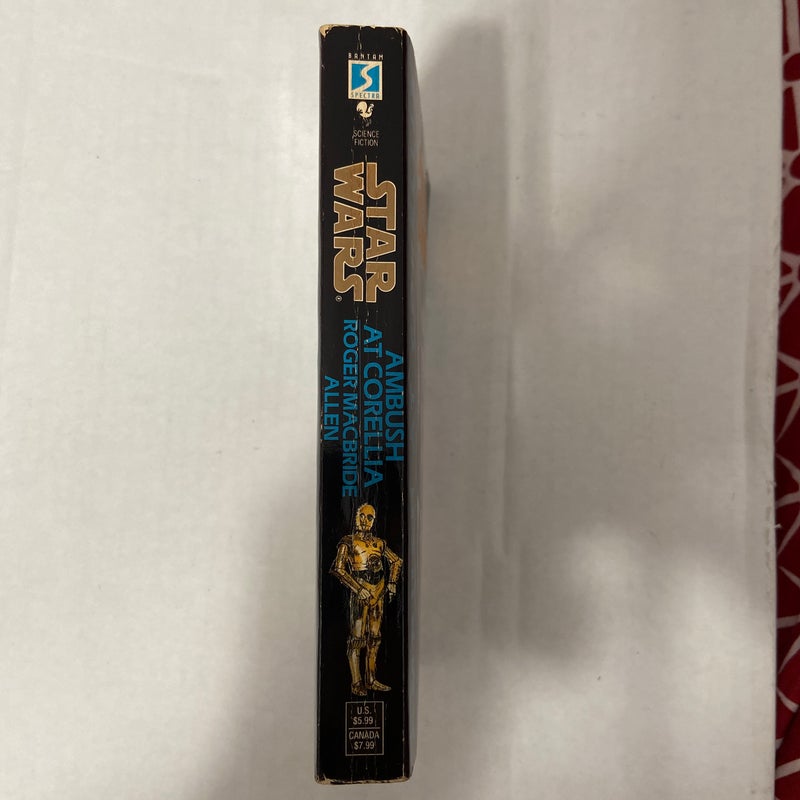 BANTAM
SPECTRA
SCIENCE
FICTION
STAR
WARS®
AMBUSH
AT CORELLIA
ROGER MACBRIDE
ALLEN
U.S.
$5.99
CANADA
$7.99